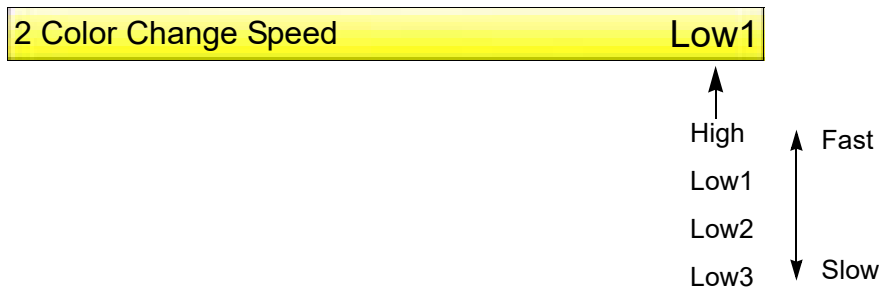 2 Color Change Speed Low1
High
Fast
Low1
Low2
Low3
Slow